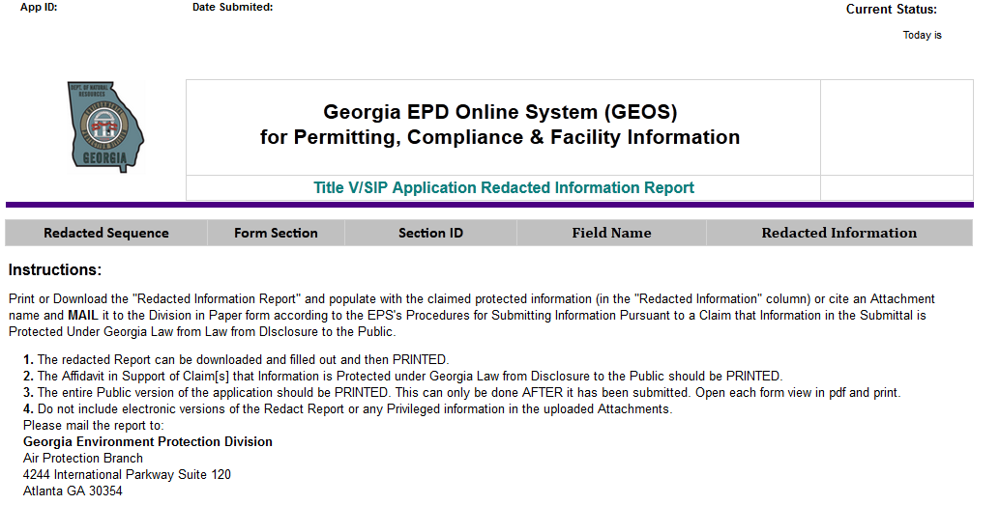 App ID:
Date Submited:
Current Status:
Today is
DEPT. OF NATURAL
RESOURCES
GEORGIA
Georgia EPD Online System (GEOS)
for Permitting, Compliance & Facility Information
Title V/SIP Application Redacted Information Report
Redacted Sequence
Form Section
Section ID
Field Name
Redacted Information
Instructions:
Print or Download the "Redacted Information Report" and populate with the claimed protected information (in the "Redacted Information" column) or cite an Attachment
name and MAIL it to the Division in Paper form according to the EPS's Procedures for Submitting Information Pursuant to a Claim that Information in the Submittal is
Protected Under Georgia Law from Law from DIsclosure to the Public.
1. The redacted Report can be downloaded and filled out and then PRINTED.
2. The Affidavit in Support of Claim[s] that Information is Protected under Georgia Law from Disclosure to the Public should be PRINTED.
3. The entire Public version of the application should be PRINTED. This can only be done AFTER it has been submitted. Open each form view in pdf and print.
4. Do not include electronic versions of the Redact Report or any Privileged information in the uploaded Attachments.
Please mail the report to:
Georgia Environment Protection Division
Air Protection Branch
4244 International Parkway Suite 120
Atlanta GA 30354